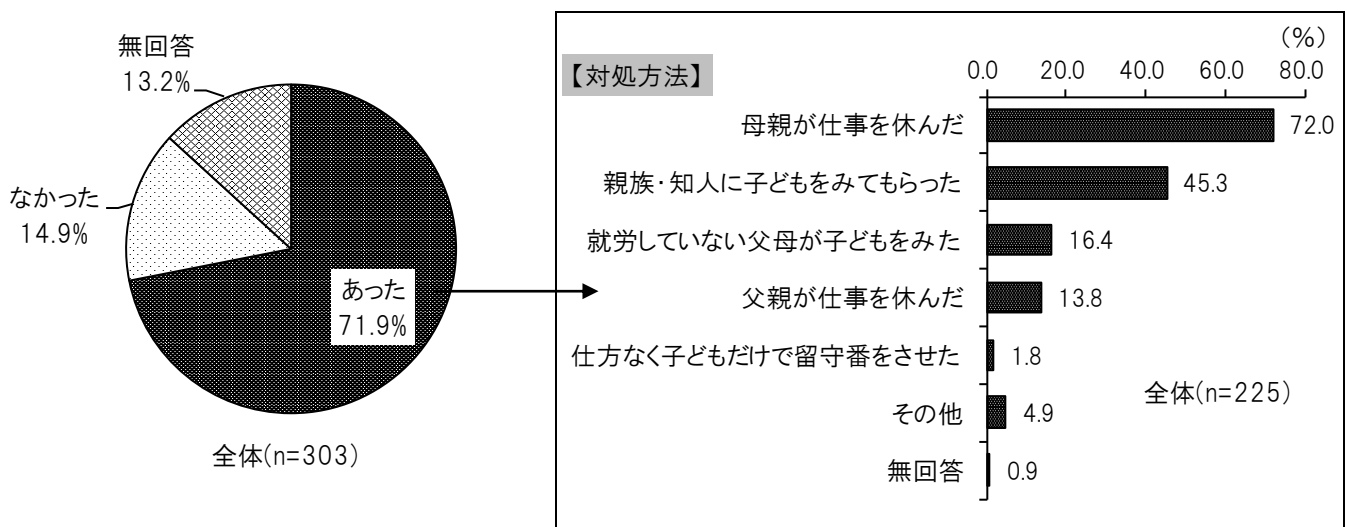 無回答
13.2%
なかった
14.9%
あった
71.9%
全体(n=303)
(%)
【対処方法】
0.0 20.0 40.0 60.0 80.0
母親が仕事を休んだ 72.0
親族・知人に子どもをみてもらった 45.3
就労していない父母が子どもをみた 16.4
父親が仕事を休んだ 13.8
仕方なく子どもだけで留守番をさせた 1.8
その他 4.9
無回答 0.9
全体(n=225)